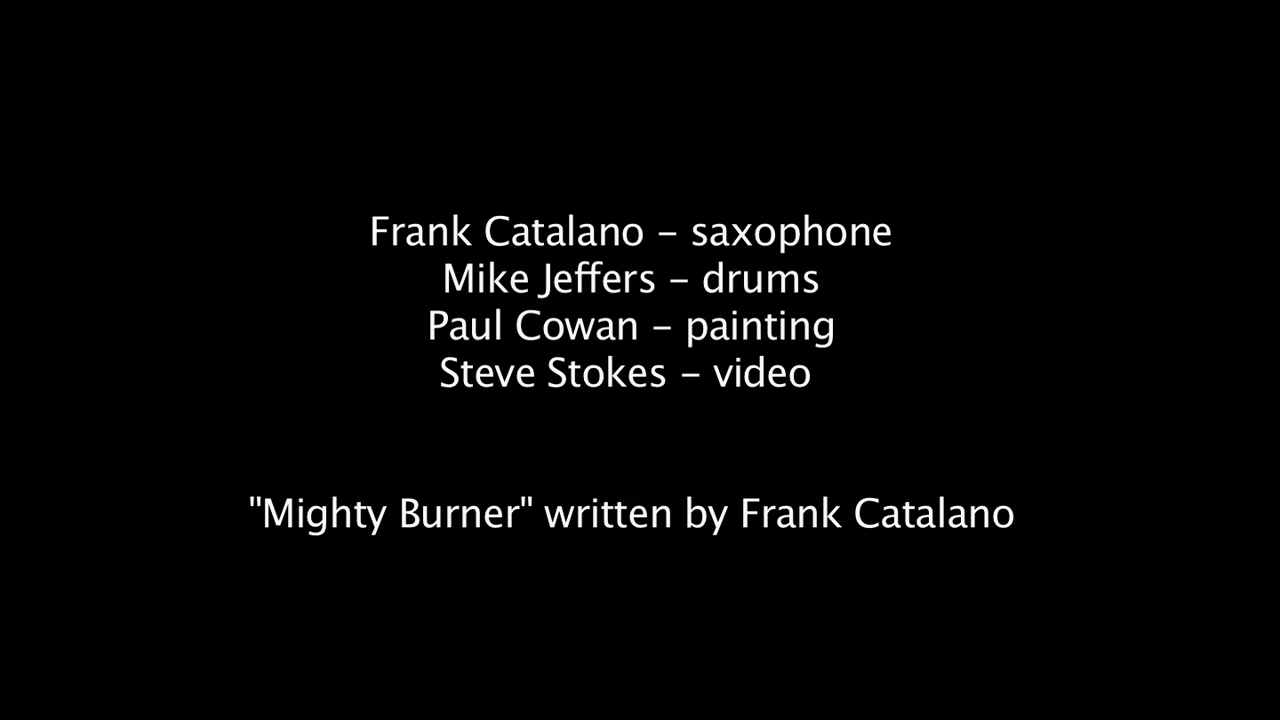 Frank Catalano – saxophone
Mike Jeffers – drums
Paul Cowan – painting
Steve Stokes – video
"Mighty Burner" written by Frank Catalano